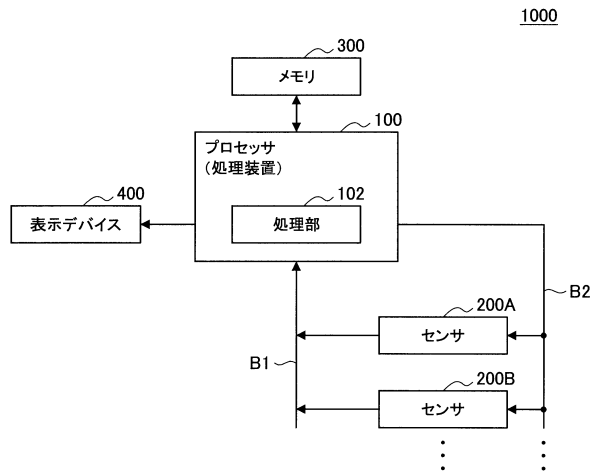 1000
300
メモリ
100
プロセッサ
(処理装置)
400
表示デバイス
102
処理部
B2
200A
センサ
B1
200B
センサ